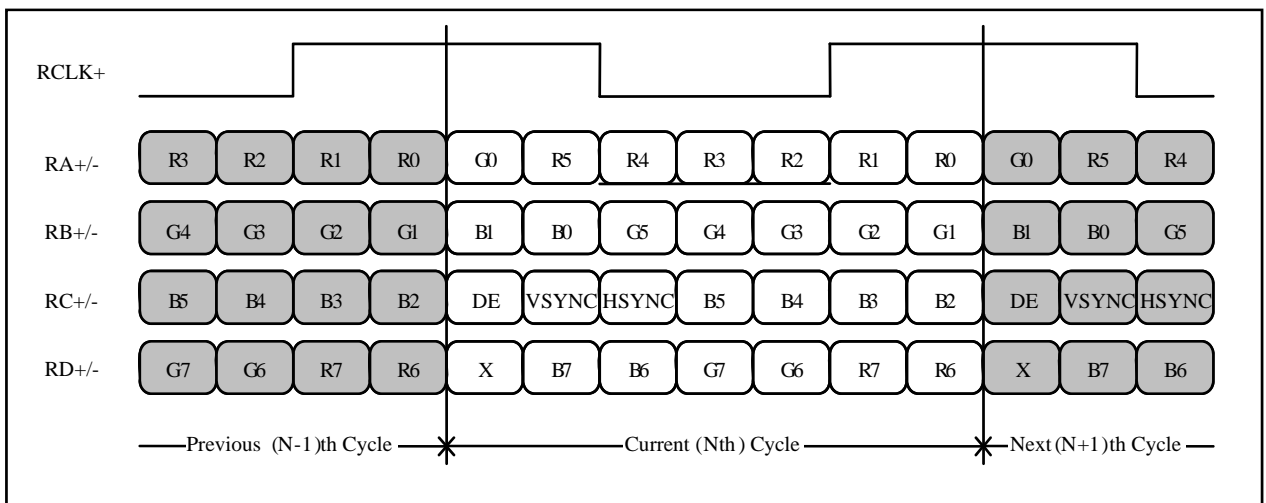 RCLK+
RA+/- R3 R2 R1 R0 G0 R5 R4 R3 R2 R1 R0 G0 R5 R4
RB+/- G4 G3 G2 G1 B1 B0 G5 G4 G3 G2 G1 B1 B0 G5
RC+/- B5 B4 B3 B2 DE VSYNC HSYNC B5 B4 B3 B2 DE VSYNC HSYNC
RD+/- G7 G6 R7 R6 X B7 B6 G7 G6 R7 R6 X B7 B6
Previous (N-1)th Cycle Current (Nth) Cycle Next (N+1)th Cycle